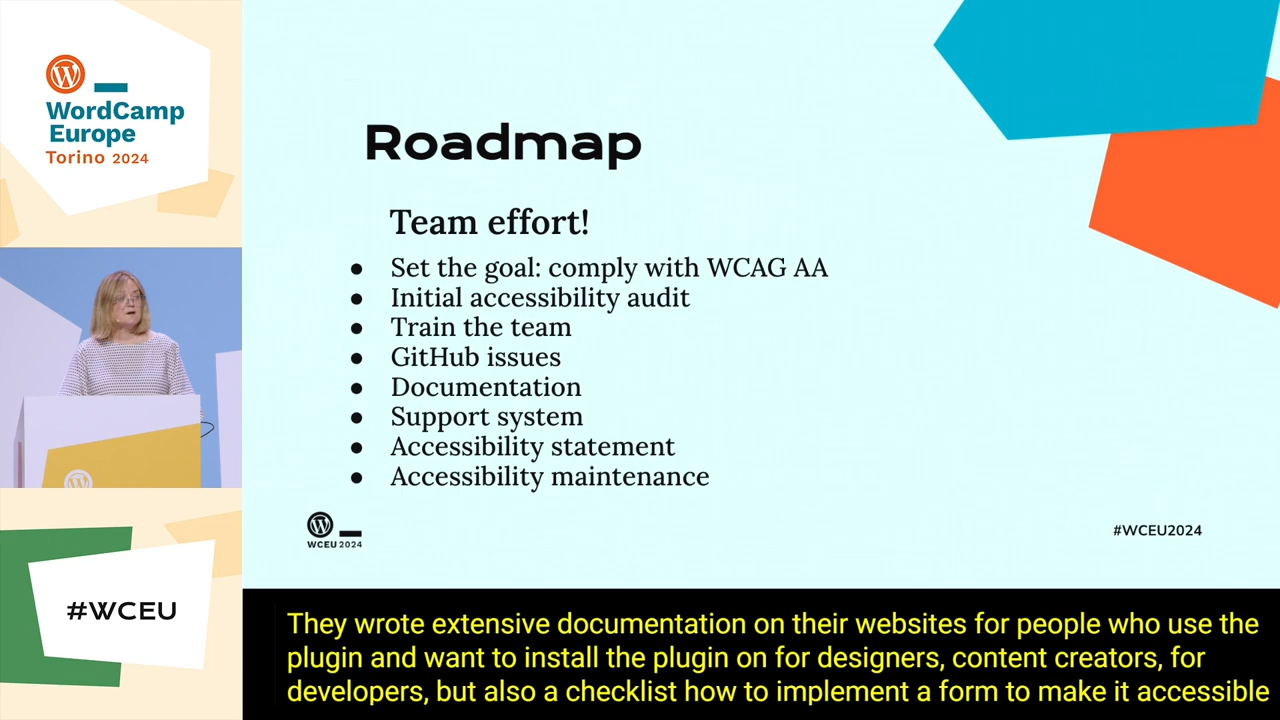 WordCamp
Europe
Torino 2024
Roadmap
Team effort!
● Set the goal: comply with WCAG AA
● Initial accessibility audit
● Train the team
● GitHub issues
● Documentation
● Support system
● Accessibility statement
● Accessibility maintenance
WCEU 2024
#WCEU2024
#WCEU
They wrote extensive documentation on their websites for people who use the
plugin and want to install the plugin on for designers, content creators, for
developers, but also a checklist how to implement a form to make it accessible